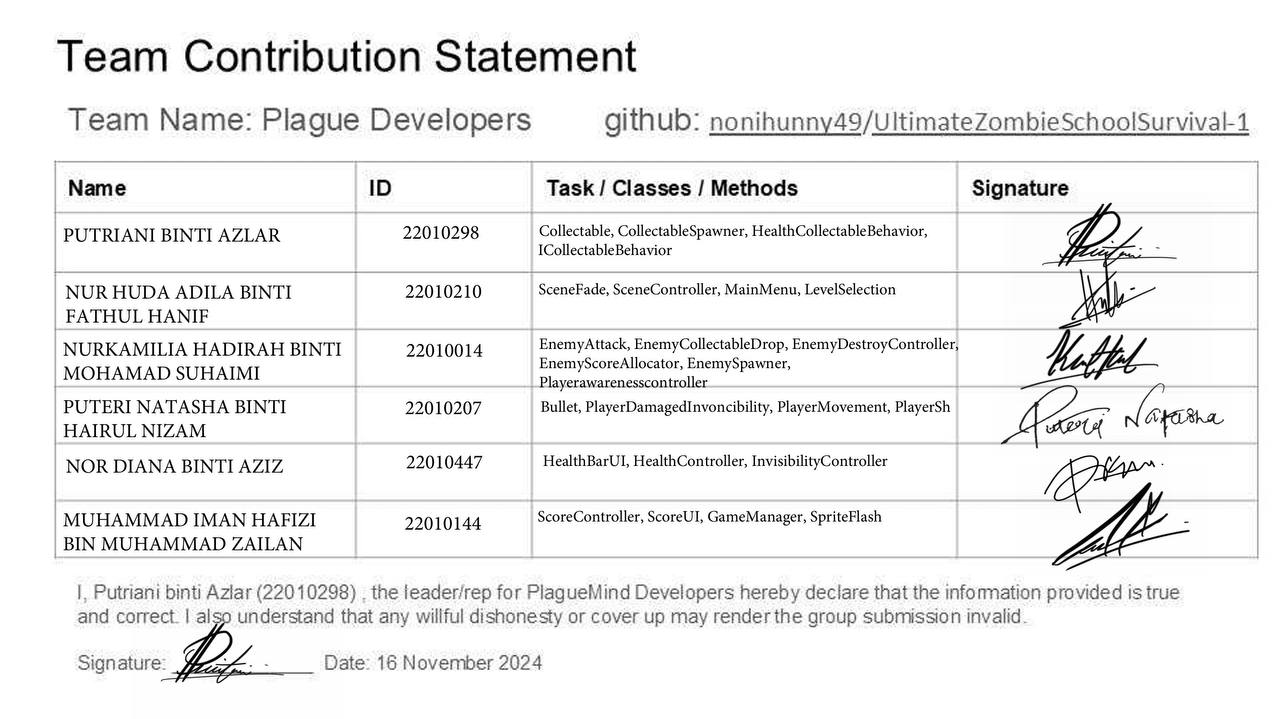 Team Contribution Statement
Team Name: Plague Developers github: nonihunny49/UltimateZombieSchoolSurvival-1
Name ID Task / Classes / Methods Signature
PUTRIANI BINTI AZLAR 22010298 Collectable, CollectableSpawner, HealthCollectableBehavior,
ICollectableBehavior
NUR HUDA ADILA BINTI 22010210 SceneFade, SceneController, MainMenu, LevelSelection
FATHUL HANIF
NURKAMILIA HADIRAH BINTI 22010014 EnemyAttack, EnemyCollectableDrop, EnemyDestroyController,
MOHAMAD SUHAIMI EnemyScoreAllocator, EnemySpawner,
Playerawarenesscontroller
PUTERI NATASHA BINTI 22010207 Bullet, PlayerDamagedInvoncibility, PlayerMovement, PlayerSh Puteri Natasha
HAIRUL NIZAM
NOR DIANA BINTI AZIZ 22010447 HealthBarUI, HealthController, InvisibilityController
MUHAMMAD IMAN HAFIZI 22010144 ScoreController, ScoreUI, GameManager, SpriteFlash
BIN MUHAMMAD ZAILAN
I, Putriani binti Azlar (22010298) , the leader/rep for PlagueMind Developers hereby declare that the information provided is true
and correct. I also understand that any willful dishonesty or cover up may render the group submission invalid.
Signature: Date: 16 November 2024